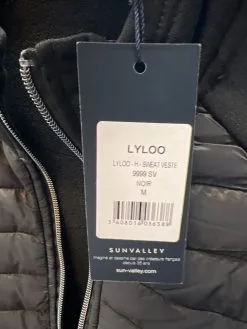 LYLOO
LYLOO - H - SWEAT VESTE
9999 SV
NOIR
M
SUNVALLEY
Imaginé et dessiné par des créateurs français
depuis 35 ans
sun-valley.com